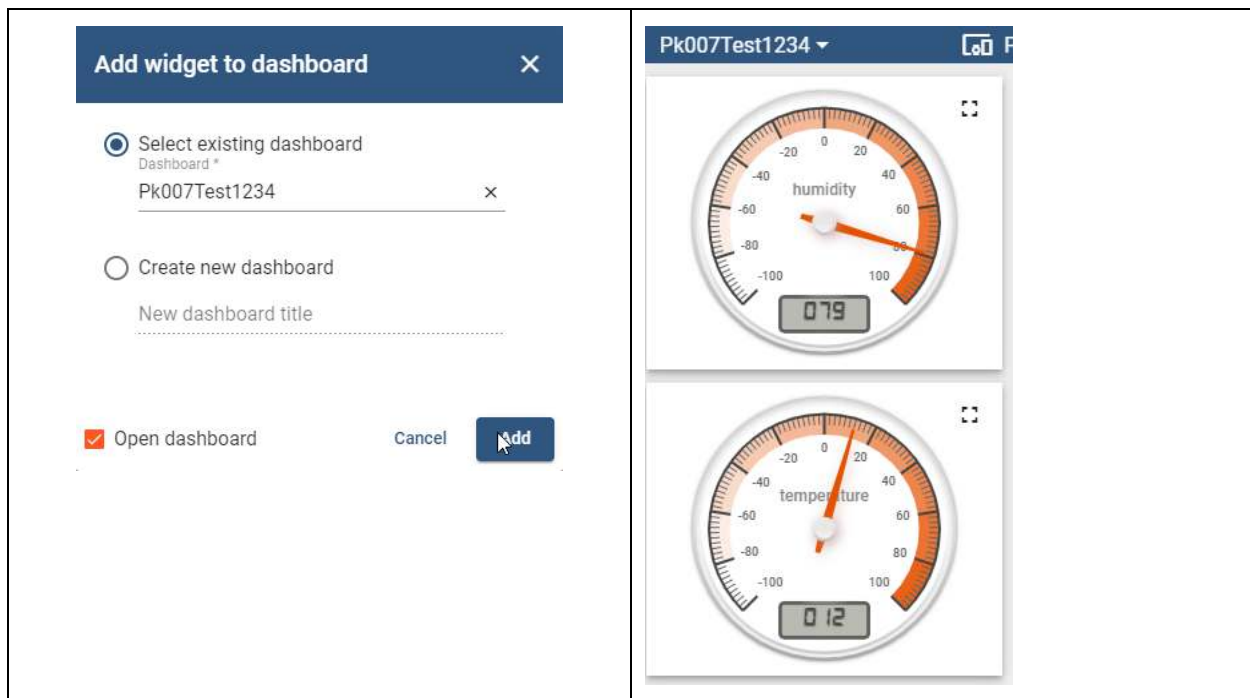 Add widget to dashboard ×
Select existing dashboard
Dashboard *
Pk007Test1234 ×
Create new dashboard
New dashboard title
Open dashboard Cancel Add
Pk007Test1234
-20 0 20
-40 40
humidity
-60 60
-80 80
-100 100
079
-20 0 20
-40 40
temperature
-60 60
-80 80
-100 100
012